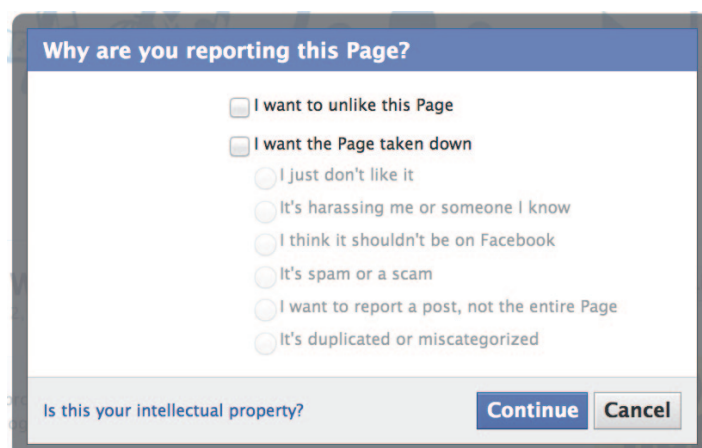 Why are you reporting this Page?
I want to unlike this Page
I want the Page taken down
I just don't like it
It's harassing me or someone I know
I think it shouldn't be on Facebook
It's spam or a scam
I want to report a post, not the entire Page
It's duplicated or miscategorized
Is this your intellectual property?
Continue
Cancel